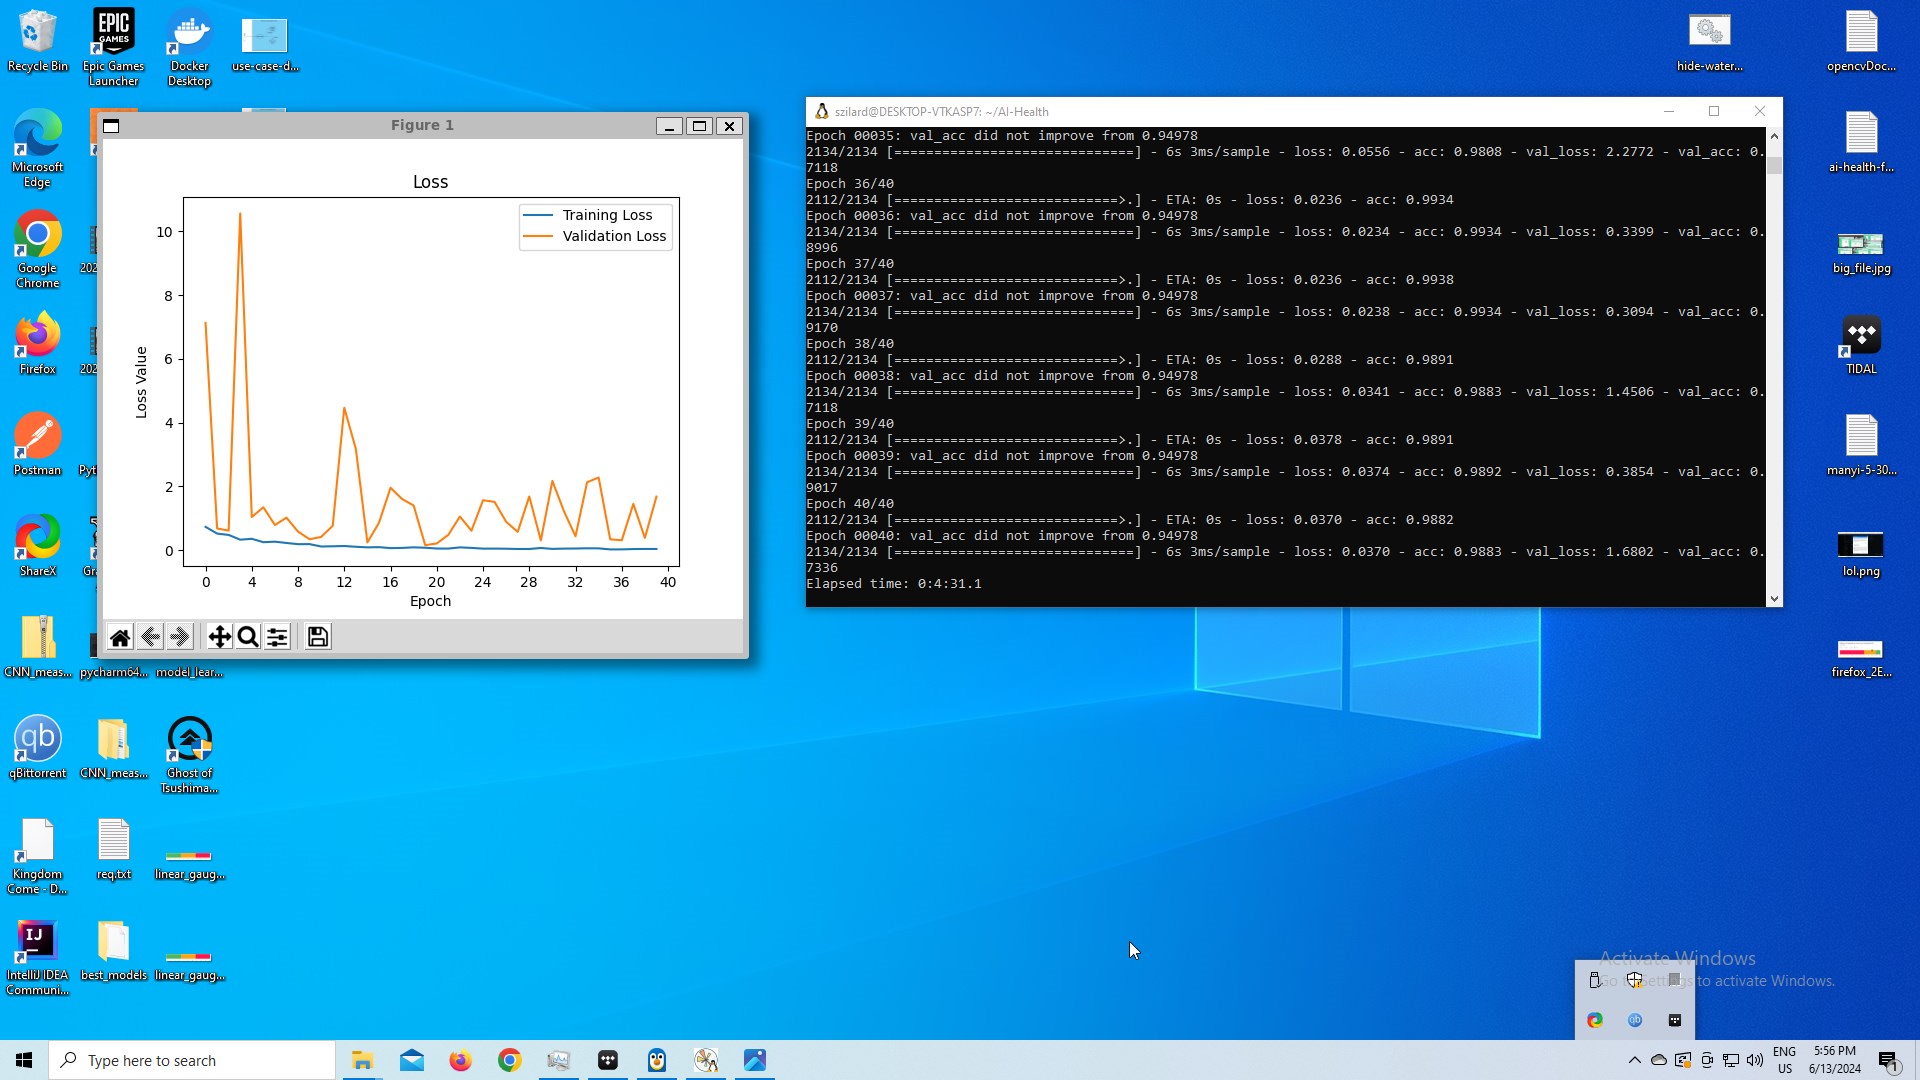 Recycle Bin
Epic Games Launcher
Docker Desktop
use-case-d...
hide-water...
opencvDoc...
EPIC GAMES
Microsoft Edge
ai-health-f...
Google Chrome
202
big_file.jpg
Firefox
202
TIDAL
Postman
Pyt
manyi-5-30...
ShareX
Gra
lol.png
CNN_meas...
pycharm64...
model_lear...
firefox_2E...
qb
qBittorrent
CNN_meas...
Ghost of Tsushima...
Kingdom Come - D...
req.txt
linear_gaug...
IJ
IntelliJ IDEA Communi...
best_models
linear_gaug...
Figure 1
Loss
Training Loss
Validation Loss
Loss Value
10
8
6
4
2
0
0 4 8 12 16 20 24 28 32 36 40
Epoch
szilard@DESKTOP-VTKASP7: ~/AI-Health
Epoch 00035: val_acc did not improve from 0.94978
2134/2134 [==============================] - 6s 3ms/sample - loss: 0.0556 - acc: 0.9808 - val_loss: 2.2772 - val_acc: 0.
7118
Epoch 36/40
2112/2134 [============================>.] - ETA: 0s - loss: 0.0236 - acc: 0.9934
Epoch 00036: val_acc did not improve from 0.94978
2134/2134 [==============================] - 6s 3ms/sample - loss: 0.0234 - acc: 0.9934 - val_loss: 0.3399 - val_acc: 0.
8996
Epoch 37/40
2112/2134 [============================>.] - ETA: 0s - loss: 0.0236 - acc: 0.9938
Epoch 00037: val_acc did not improve from 0.94978
2134/2134 [==============================] - 6s 3ms/sample - loss: 0.0238 - acc: 0.9934 - val_loss: 0.3094 - val_acc: 0.
9170
Epoch 38/40
2112/2134 [============================>.] - ETA: 0s - loss: 0.0288 - acc: 0.9891
Epoch 00038: val_acc did not improve from 0.94978
2134/2134 [==============================] - 6s 3ms/sample - loss: 0.0341 - acc: 0.9883 - val_loss: 1.4506 - val_acc: 0.
7118
Epoch 39/40
2112/2134 [============================>.] - ETA: 0s - loss: 0.0378 - acc: 0.9891
Epoch 00039: val_acc did not improve from 0.94978
2134/2134 [==============================] - 6s 3ms/sample - loss: 0.0374 - acc: 0.9892 - val_loss: 0.3854 - val_acc: 0.
9017
Epoch 40/40
2112/2134 [============================>.] - ETA: 0s - loss: 0.0370 - acc: 0.9882
Epoch 00040: val_acc did not improve from 0.94978
2134/2134 [==============================] - 6s 3ms/sample - loss: 0.0370 - acc: 0.9883 - val_loss: 1.6802 - val_acc: 0.
7336
Elapsed time: 0:4:31.1
Activate Windows
Go to Settings to activate Windows.
qb
Type here to search
ENG
US
5:56 PM
6/13/2024
1